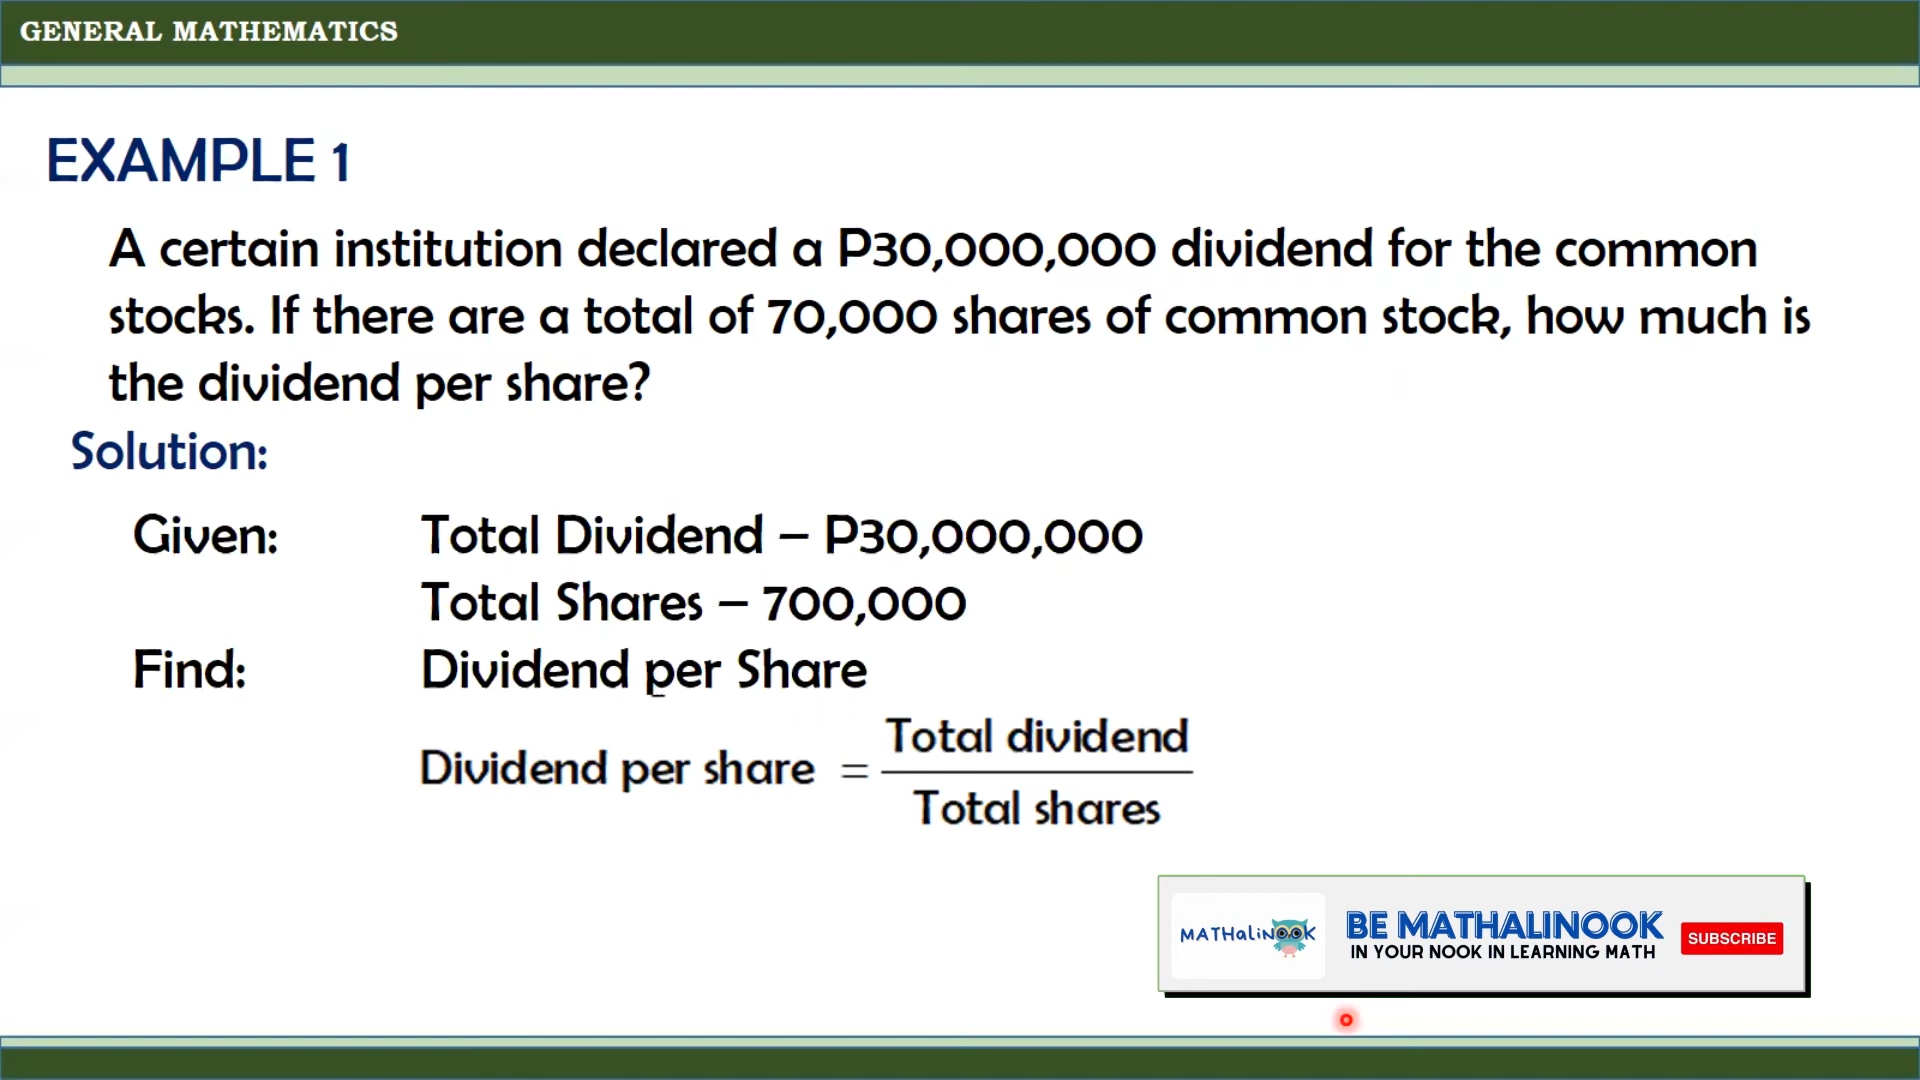 GENERAL MATHEMATICS
EXAMPLE 1
A certain institution declared a P30,000,000 dividend for the common
stocks. If there are a total of 70,000 shares of common stock, how much is
the dividend per share?
Solution:
Given: Total Dividend – P30,000,000
Total Shares – 700,000
Find: Dividend per Share
Total dividend
Dividend per share =
Total shares
MATHaliNOOK
BE MATHALINOOK
IN YOUR NOOK IN LEARNING MATH
SUBSCRIBE